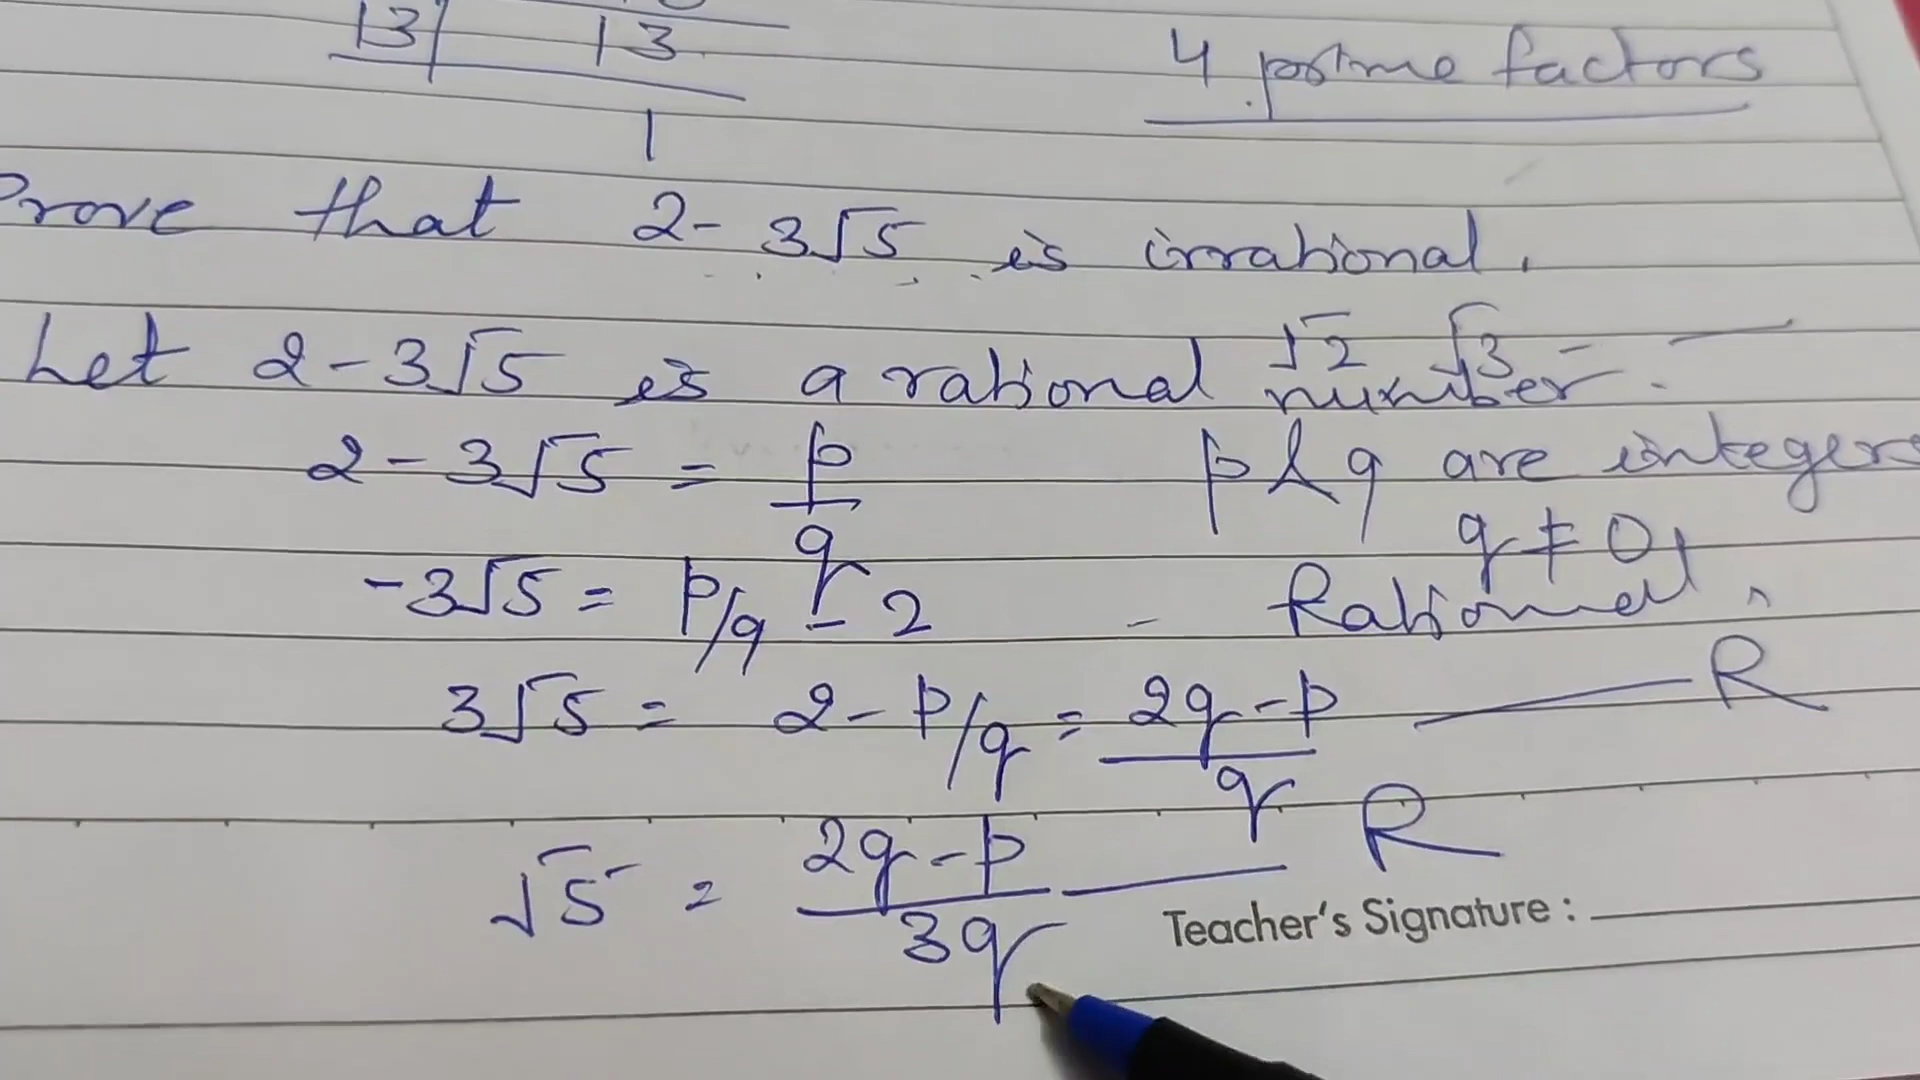 13 13
4 prime factors
1
Prove that 2-3√5 is irrational.
√2 √3 - -
Let 2-3√5 is a rational number.
2-3√5 = p/q p & q are integers
q ≠ 0,
-3√5 = p/q - 2 - Rational.
3√5 = 2-p/q = 2q-p/q — R
√5 = 2q-p/3q — R
Teacher's Signature :